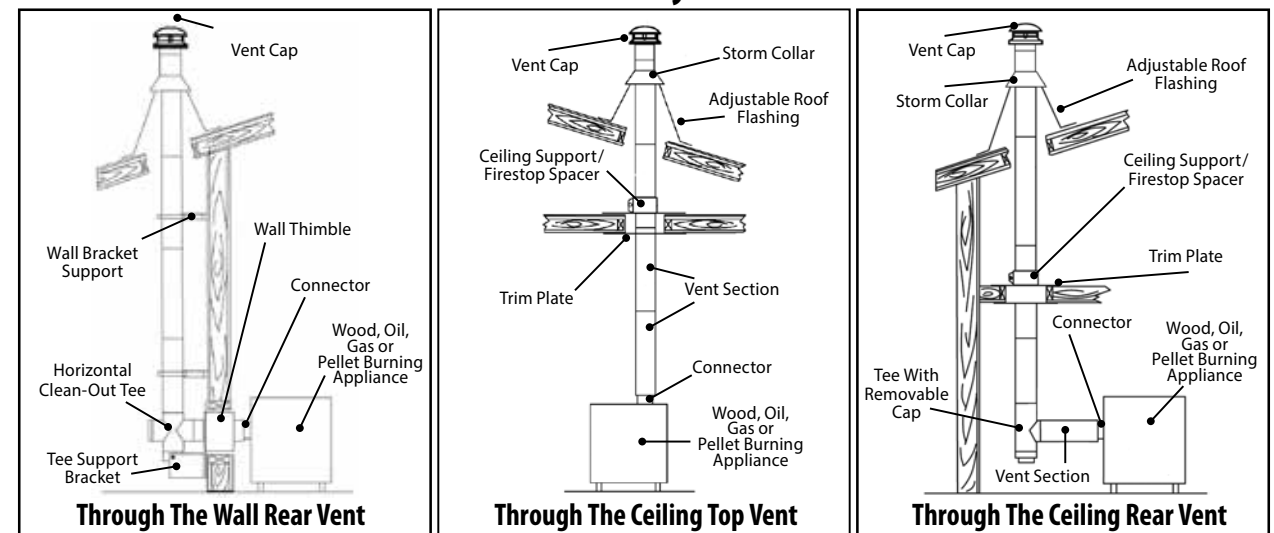 Vent Cap
Wall Bracket
Support
Wall Thimble
Connector
Wood, Oil,
Gas or
Pellet Burning
Appliance
Horizontal
Clean-Out Tee
Tee Support
Bracket
Through The Wall Rear Vent
Vent Cap
Storm Collar
Adjustable Roof
Flashing
Ceiling Support/
Firestop Spacer
Trim Plate
Vent Section
Connector
Wood, Oil,
Gas or
Pellet Burning
Appliance
Through The Ceiling Top Vent
Vent Cap
Storm Collar
Adjustable Roof
Flashing
Ceiling Support/
Firestop Spacer
Trim Plate
Connector
Wood, Oil,
Gas or
Pellet Burning
Appliance
Tee With
Removable
Cap
Vent Section
Through The Ceiling Rear Vent